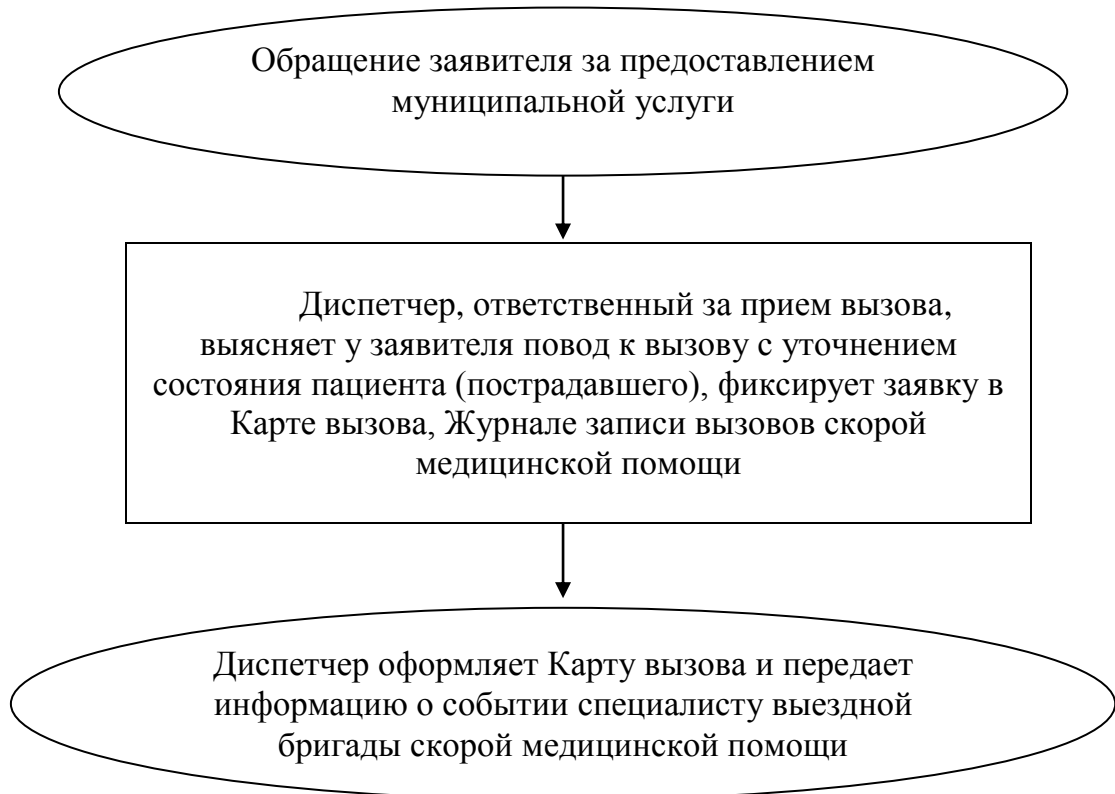 Обращение заявителя за предоставлением
муниципальной услуги
Диспетчер, ответственный за прием вызова,
выясняет у заявителя повод к вызову с уточнением
состояния пациента (пострадавшего), фиксирует заявку в
Карте вызова, Журнале записи вызовов скорой
медицинской помощи
Диспетчер оформляет Карту вызова и передает
информацию о событии специалисту выездной
бригады скорой медицинской помощи